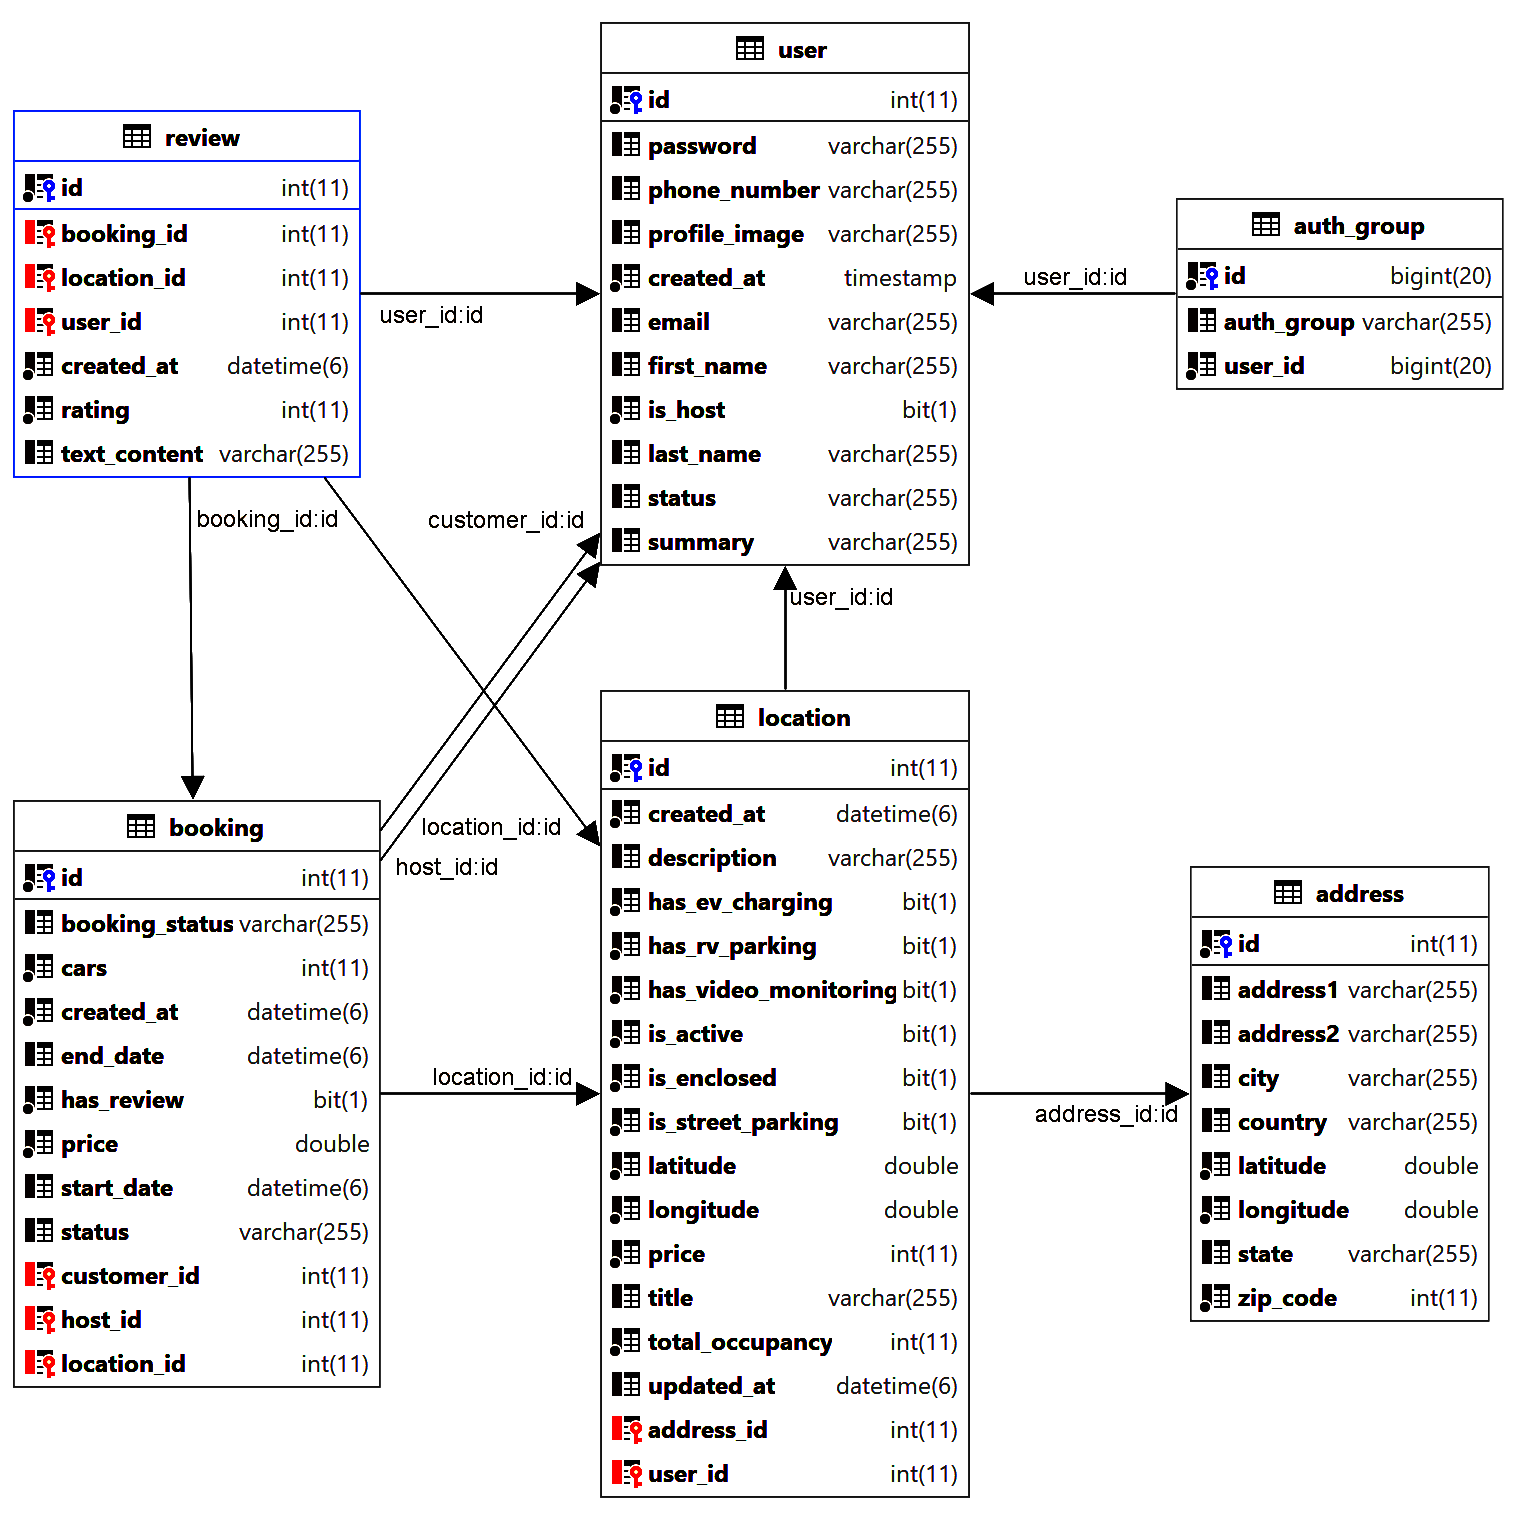 user
id int(11)
password varchar(255)
phone_number varchar(255)
profile_image varchar(255)
created_at timestamp
email varchar(255)
first_name varchar(255)
is_host bit(1)
last_name varchar(255)
status varchar(255)
summary varchar(255)
review
id int(11)
booking_id int(11)
location_id int(11)
user_id int(11)
created_at datetime(6)
rating int(11)
text_content varchar(255)
auth_group
id bigint(20)
auth_group varchar(255)
user_id bigint(20)
user_id:id
user_id:id
booking_id:id
customer_id:id
user_id:id
location_id:id
host_id:id
location_id:id
address_id:id
booking
id int(11)
booking_status varchar(255)
cars int(11)
created_at datetime(6)
end_date datetime(6)
has_review bit(1)
price double
start_date datetime(6)
status varchar(255)
customer_id int(11)
host_id int(11)
location_id int(11)
location
id int(11)
created_at datetime(6)
description varchar(255)
has_ev_charging bit(1)
has_rv_parking bit(1)
has_video_monitoring bit(1)
is_active bit(1)
is_enclosed bit(1)
is_street_parking bit(1)
latitude double
longitude double
price int(11)
title varchar(255)
total_occupancy int(11)
updated_at datetime(6)
address_id int(11)
user_id int(11)
address
id int(11)
address1 varchar(255)
address2 varchar(255)
city varchar(255)
country varchar(255)
latitude double
longitude double
state varchar(255)
zip_code int(11)